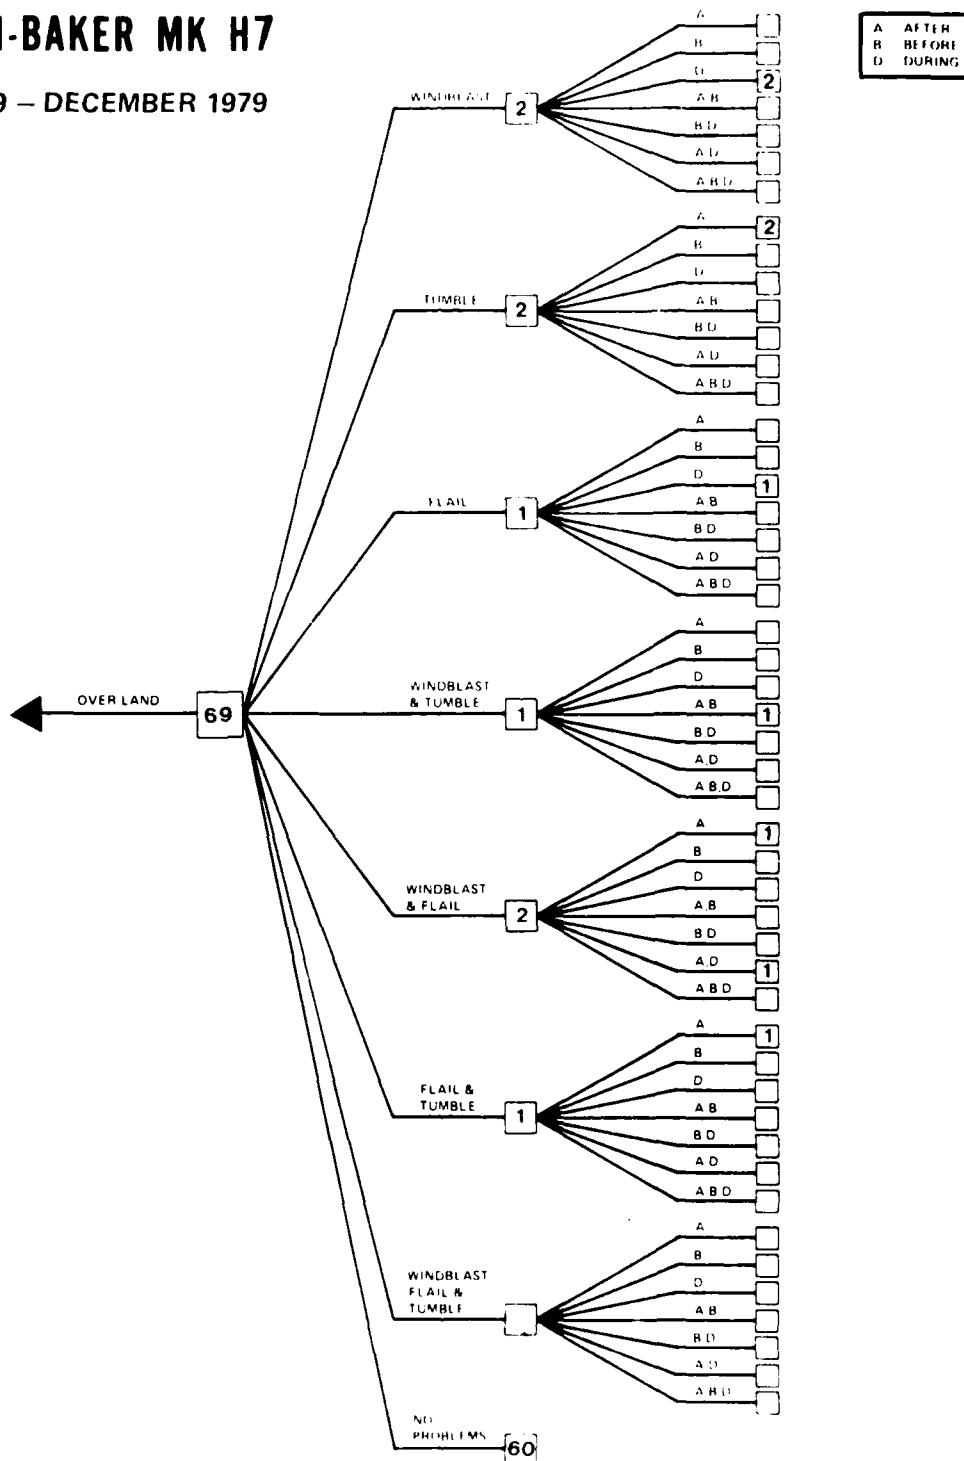 -BAKER MK H7
9 – DECEMBER 1979
A AFTER
B BEFORE
D DURING
OVER LAND
69
WINDBLAST
2
A
B
D
2
A B
B D
A D
A B D
TUMBLE
2
A
2
B
D
A B
B D
A D
A B D
FLAIL
1
A
B
D
1
A B
B D
A D
A B D
WINDBLAST
& TUMBLE
1
A
B
D
A B
1
B D
A,D
A B,D
WINDBLAST
& FLAIL
2
A
1
B
D
A,B
B D
A,D
1
A B D
FLAIL &
TUMBLE
1
A
1
B
D
A B
B D
A D
A B D
WINDBLAST
FLAIL &
TUMBLE
A
B
D
A B
B D
A D
A B D
NO
PROBLEMS
60